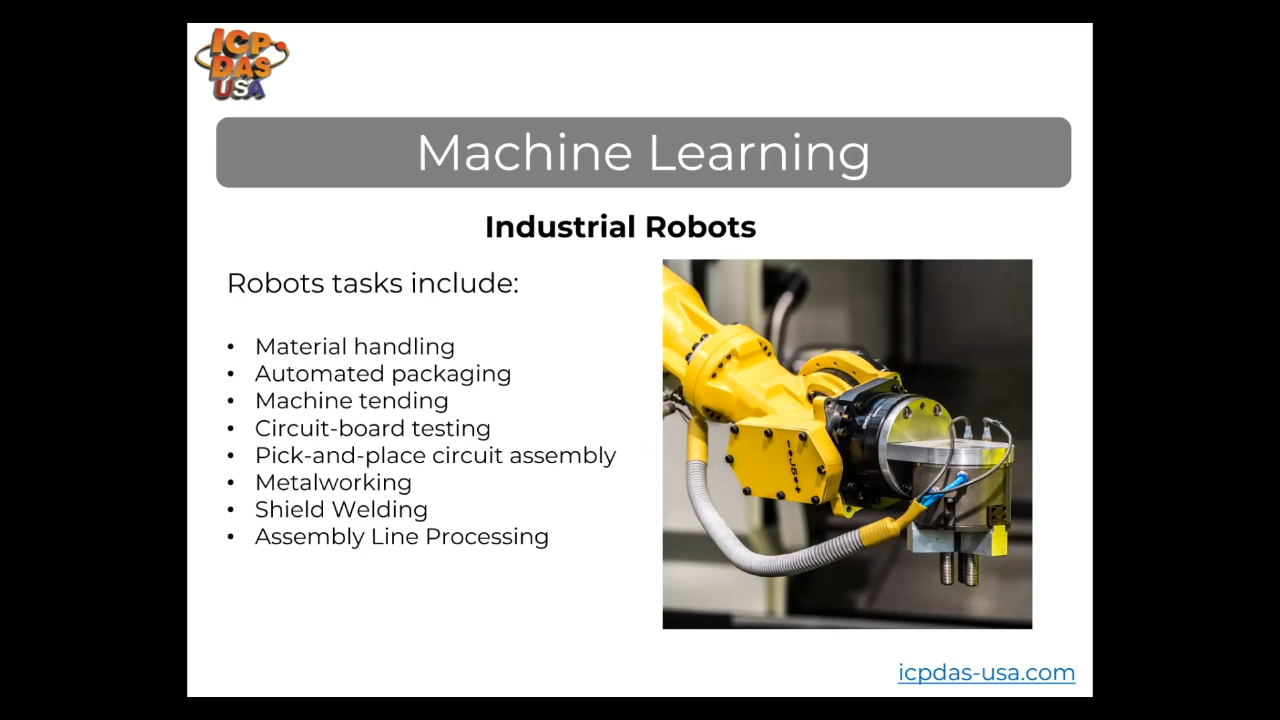 ICP
DAS
USA
Machine Learning
Industrial Robots
Robots tasks include:
• Material handling
• Automated packaging
• Machine tending
• Circuit-board testing
• Pick-and-place circuit assembly
• Metalworking
• Shield Welding
• Assembly Line Processing
icpdas-usa.com